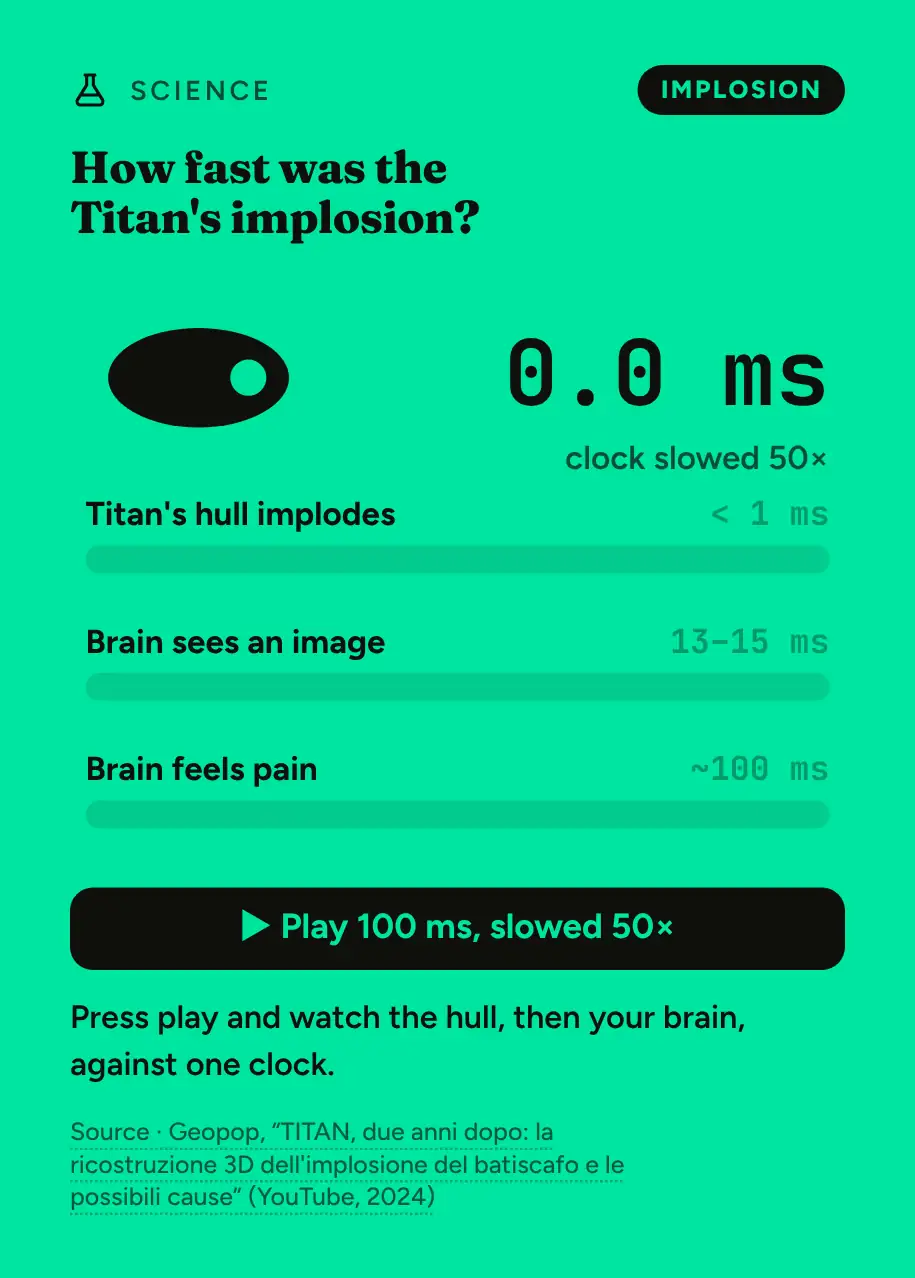 SCIENCE
IMPLOSION
How fast was the
Titan's implosion?
0.0 ms
clock slowed 50×
Titan's hull implodes
< 1 ms
Brain sees an image
13–15 ms
Brain feels pain
~100 ms
▶ Play 100 ms, slowed 50×
Press play and watch the hull, then your brain,
against one clock.
Source · Geopop, “TITAN, due anni dopo: la
ricostruzione 3D dell'implosione del batiscafo e le
possibili cause” (YouTube, 2024)